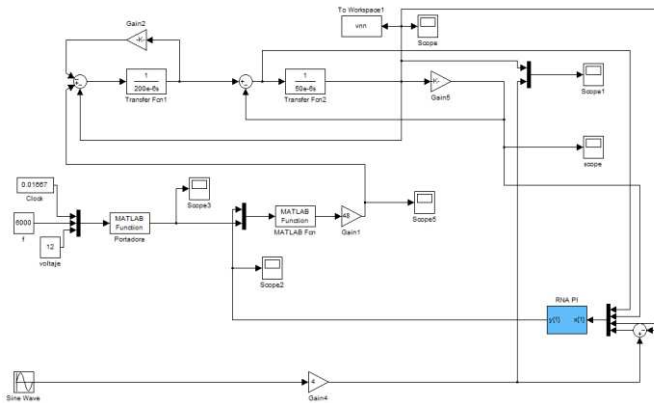 Gain2
-K-
To Workspace1
vnn
Scope
1
200e-6s
Transfer Fcn1
1
50e-6s
Transfer Fcn2
-K-
Gain5
Scope1
scope
0.01667
Clock
6000
f
12
voltaje
MATLAB
Function
Portadora
Scope3
MATLAB
Function
MATLAB Fcn
48
Gain1
Scope5
Scope2
RNA PI
y{1}
x{1}
Sine Wave
4
Gain4